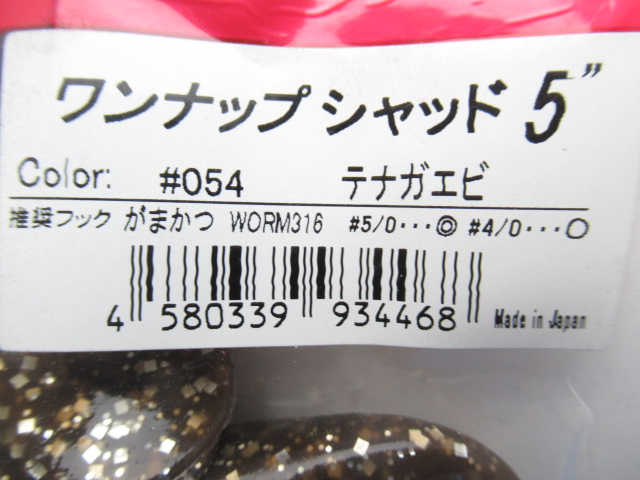 ワンナップ シャッド 5”
Color: #054 テナガエビ
推奨フック がまかつ WORM316 #5/0･･･◎ #4/0･･･○
4 580339 934468 Made in Japan